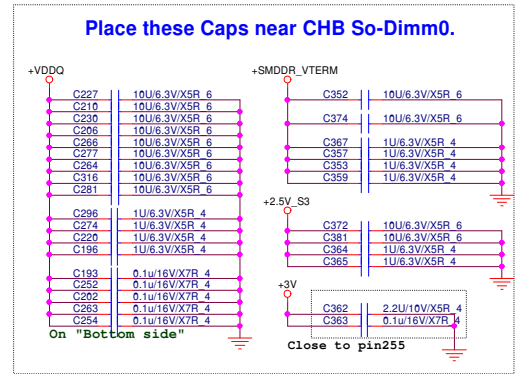 Place these Caps near CHB So-Dimm0.
+VDDQ
C227 10U/6.3V/X5R_6
C210 10U/6.3V/X5R_6
C230 10U/6.3V/X5R_6
C206 10U/6.3V/X5R_6
C266 10U/6.3V/X5R_6
C277 10U/6.3V/X5R_6
C264 10U/6.3V/X5R_6
C316 10U/6.3V/X5R_6
C281 10U/6.3V/X5R_6
C296 1U/6.3V/X5R_4
C274 1U/6.3V/X5R_4
C220 1U/6.3V/X5R_4
C196 1U/6.3V/X5R_4
C193 0.1u/16V/X7R_4
C252 0.1u/16V/X7R_4
C202 0.1u/16V/X7R_4
C263 0.1u/16V/X7R_4
C254 0.1u/16V/X7R_4
On "Bottom side"
+SMDDR_VTERM
C352 10U/6.3V/X5R_6
C374 10U/6.3V/X5R_6
C367 1U/6.3V/X5R_4
C357 1U/6.3V/X5R_4
C353 1U/6.3V/X5R_4
C359 1U/6.3V/X5R_4
+2.5V_S3
C372 10U/6.3V/X5R_6
C381 10U/6.3V/X5R_6
C364 1U/6.3V/X5R_4
C365 1U/6.3V/X5R_4
+3V
C362 2.2U/10V/X5R_4
C363 0.1u/16V/X7R_4
Close to pin255